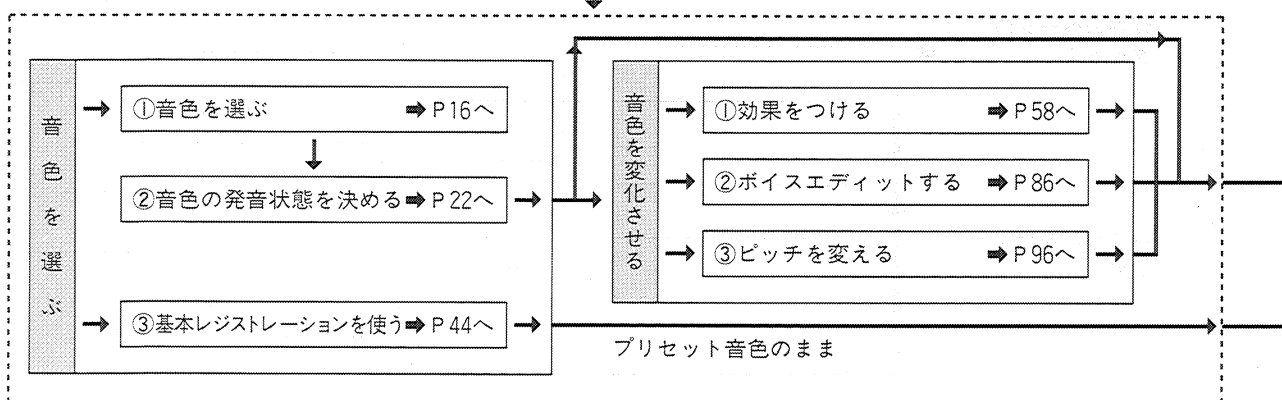 音色を選ぶ
①音色を選ぶ ➡P16へ
②音色の発音状態を決める➡P22へ
③基本レジストレーションを使う➡P44へ
音色を変化させる
①効果をつける ➡P58へ
②ボイスエディットする ➡P86へ
③ピッチを変える ➡P96へ
プリセット音色のまま